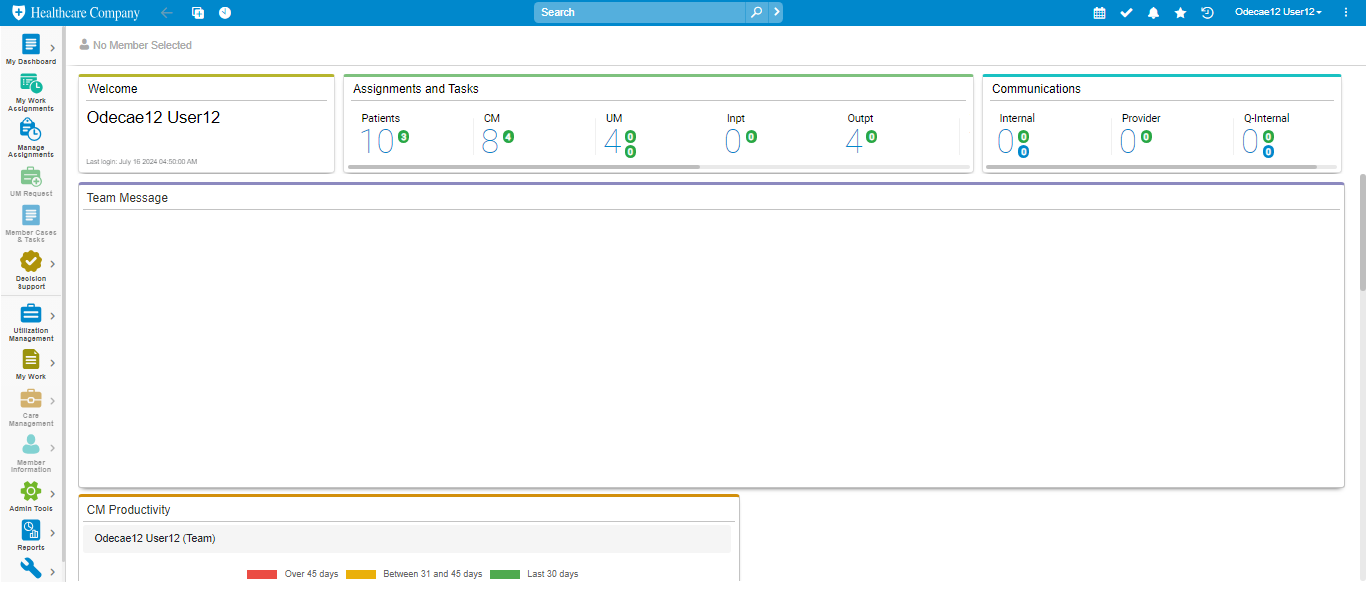 Healthcare Company
Search
Odecae12 User12
No Member Selected
My Dashboard
My Work
Assignments
Manage
Assignments
UM Request
Member Cases
& Tasks
Decision
Support
Utilization
Management
My Work
Care
Management
Member
Information
Admin Tools
Reports
Welcome
Odecae12 User12
Last login: July 16 2024 04:50:00 AM
Assignments and Tasks
Patients CM UM Inpt Outpt
10 3 8 4 4 0 0 0 0 4 0
Communications
Internal Provider Q-Internal
0 0 0 0 0 0 0 0
Team Message
CM Productivity
Odecae12 User12 (Team)
Over 45 days Between 31 and 45 days Last 30 days